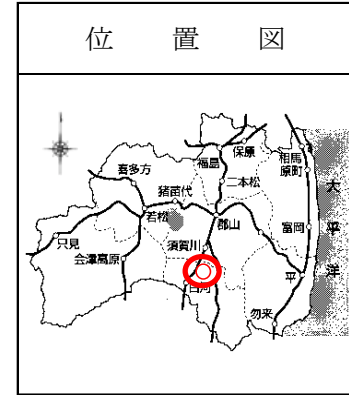 位置図
福島
保原
相馬
原町
喜多方
猪苗代
二本松
太平洋
若松
郡山
只見
須賀川
富岡
会津高原
平
白河
勿来